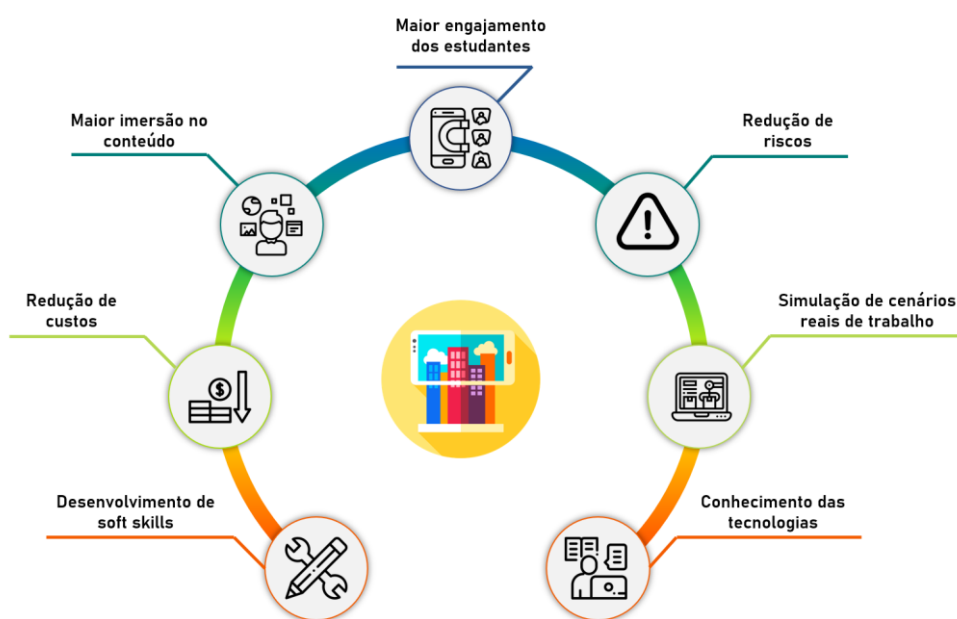 Maior engajamento
dos estudantes
Maior imersão no
conteúdo
Redução de
riscos
Redução de
custos
Simulação de cenários
reais de trabalho
Desenvolvimento de
soft skills
Conhecimento das
tecnologias